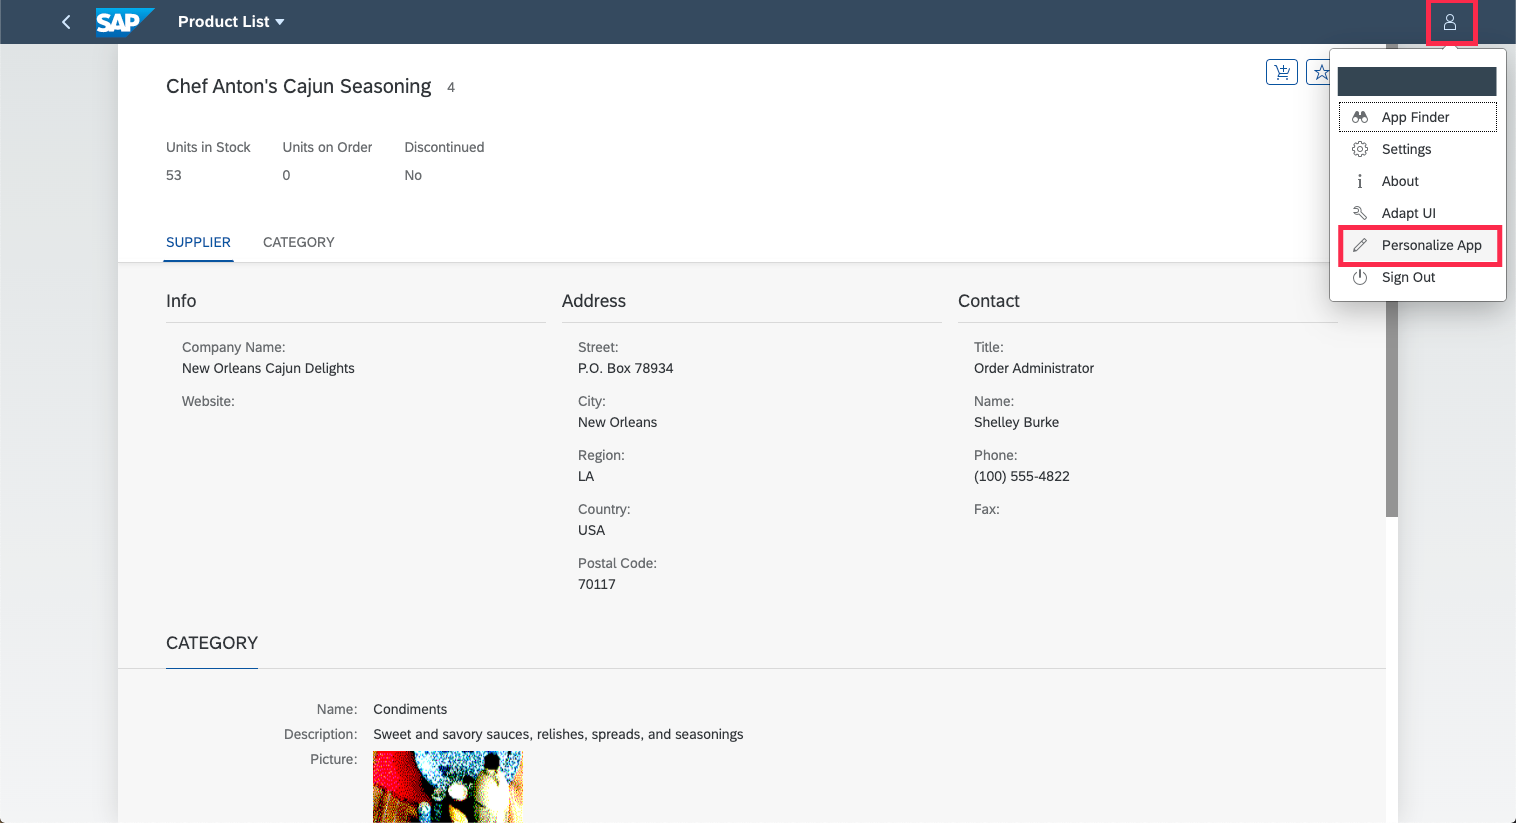 SAP Product List
Chef Anton's Cajun Seasoning 4
Units in Stock Units on Order Discontinued
53 0 No
SUPPLIER CATEGORY
App Finder
Settings
About
Adapt UI
Personalize App
Sign Out
Info
Company Name:
New Orleans Cajun Delights
Website:
Address
Street:
P.O. Box 78934
City:
New Orleans
Region:
LA
Country:
USA
Postal Code:
70117
Contact
Title:
Order Administrator
Name:
Shelley Burke
Phone:
(100) 555-4822
Fax:
CATEGORY
Name: Condiments
Description: Sweet and savory sauces, relishes, spreads, and seasonings
Picture: